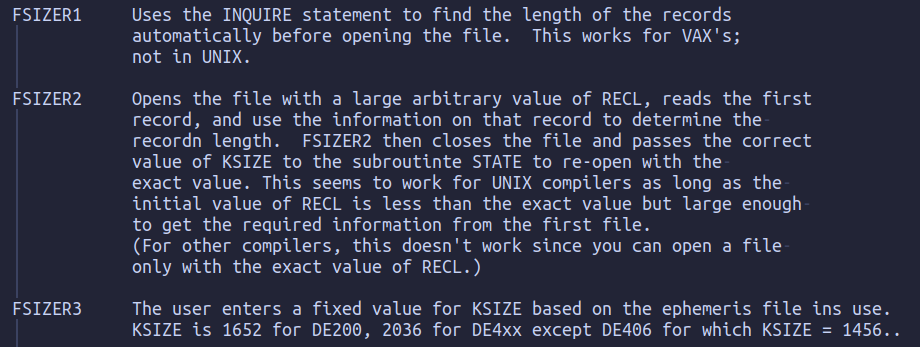 FSIZER1 Uses the INQUIRE statement to find the length of the records
automatically before opening the file. This works for VAX's;
not in UNIX.
FSIZER2 Opens the file with a large arbitrary value of RECL, reads the first
record, and use the information on that record to determine the
recordn length. FSIZER2 then closes the file and passes the correct
value of KSIZE to the subroutinte STATE to re-open with the
exact value. This seems to work for UNIX compilers as long as the
initial value of RECL is less than the exact value but large enough
to get the required information from the first file.
(For other compilers, this doesn't work since you can open a file
only with the exact value of RECL.)
FSIZER3 The user enters a fixed value for KSIZE based on the ephemeris file ins use.
KSIZE is 1652 for DE200, 2036 for DE4xx except DE406 for which KSIZE = 1456..